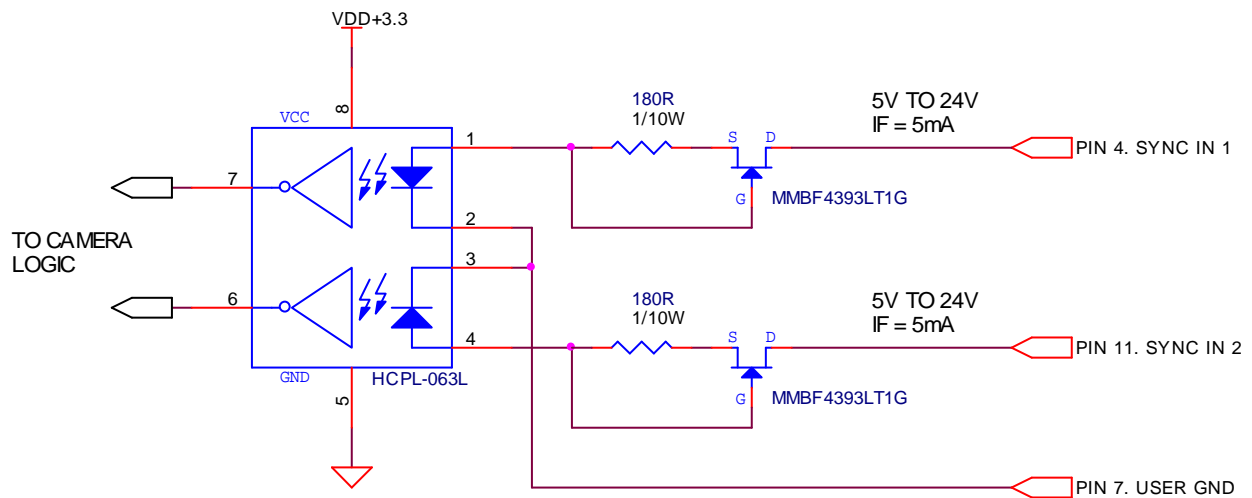 VDD+3.3
8
VCC
180R
1/10W
5V TO 24V
IF = 5mA
1
S
D
PIN 4. SYNC IN 1
7
G
MMBF4393LT1G
2
TO CAMERA
LOGIC
3
180R
1/10W
5V TO 24V
IF = 5mA
6
4
S
D
PIN 11. SYNC IN 2
GND
HCPL-063L
G
MMBF4393LT1G
5
PIN 7. USER GND